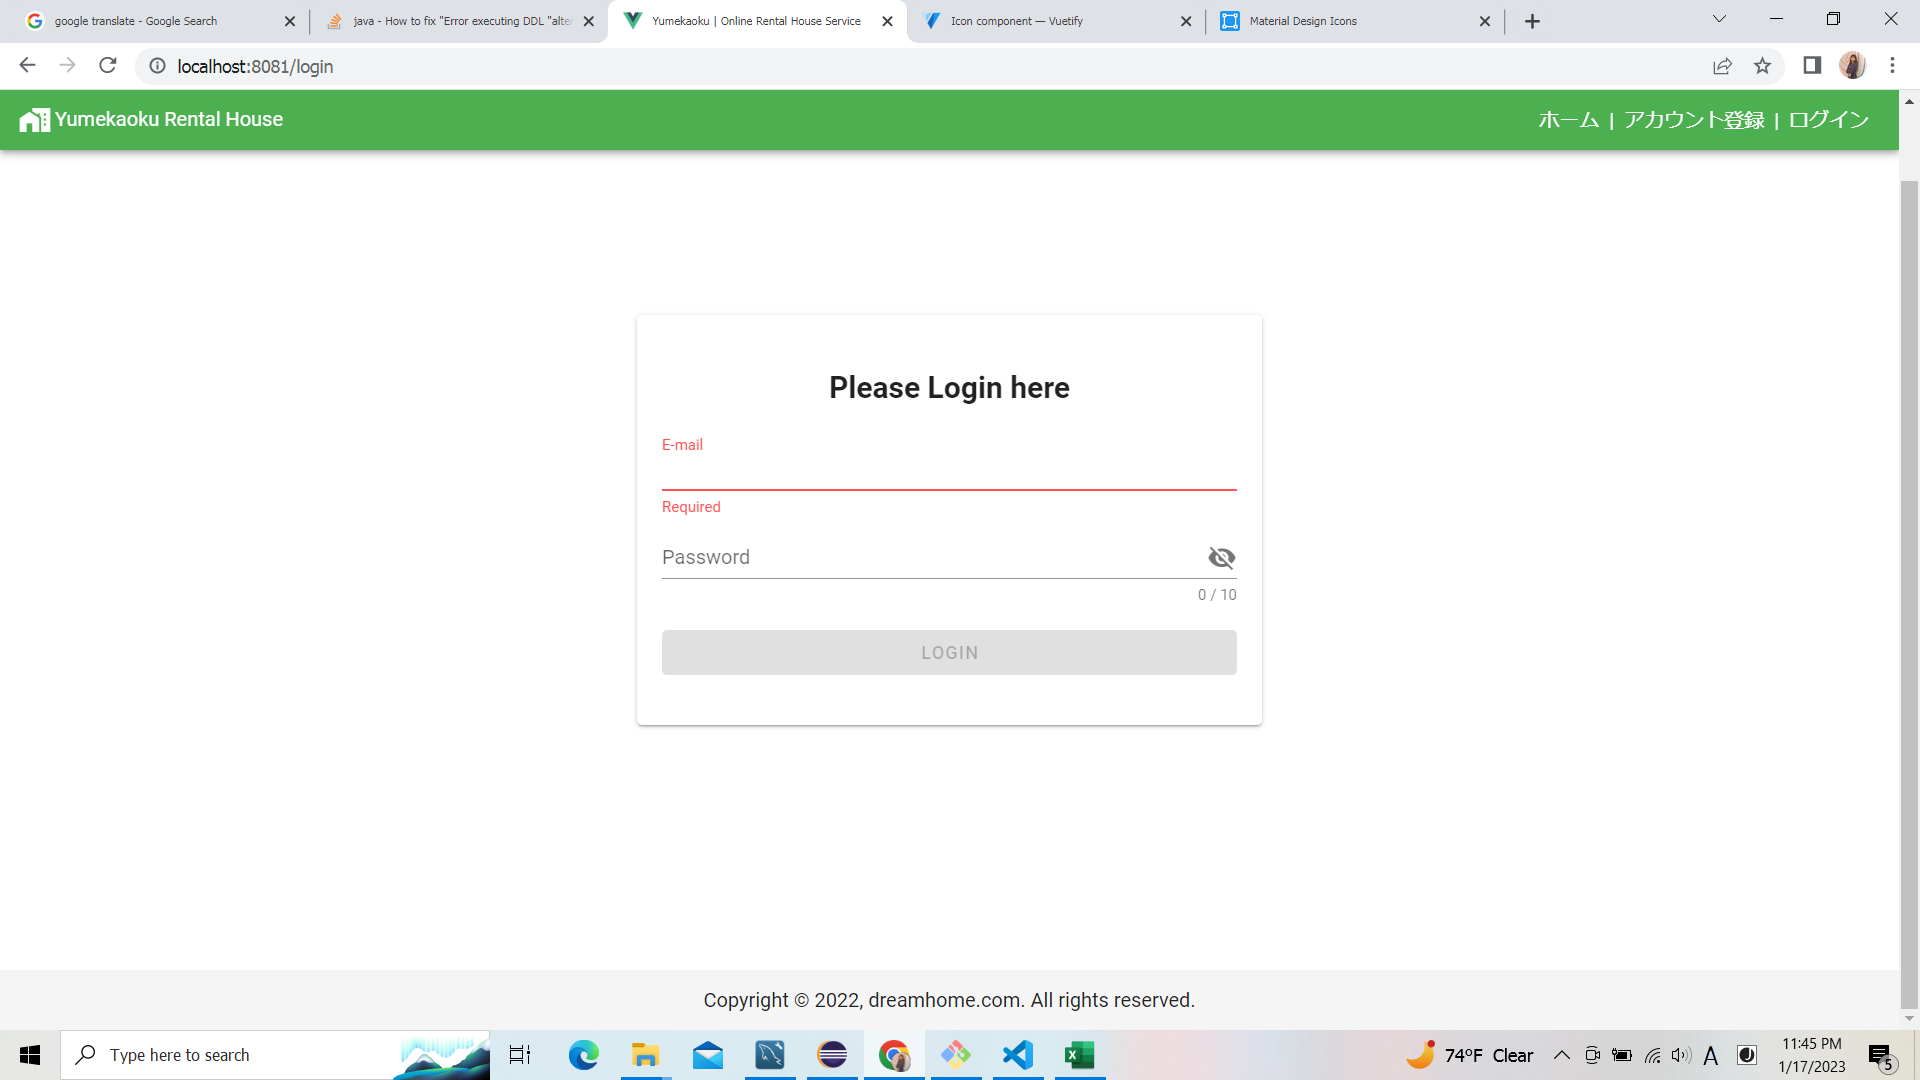 google translate - Google Search
java - How to fix "Error executing DDL "alte
Yumekaoku | Online Rental House Service
Icon component — Vuetify
Material Design Icons
localhost:8081/login
Yumekaoku Rental House
ホーム | アカウント登録 | ログイン
Please Login here
E-mail
Required
Password
0 / 10
LOGIN
Copyright © 2022, dreamhome.com. All rights reserved.
Type here to search
74°F Clear
A
11:45 PM
1/17/2023
5